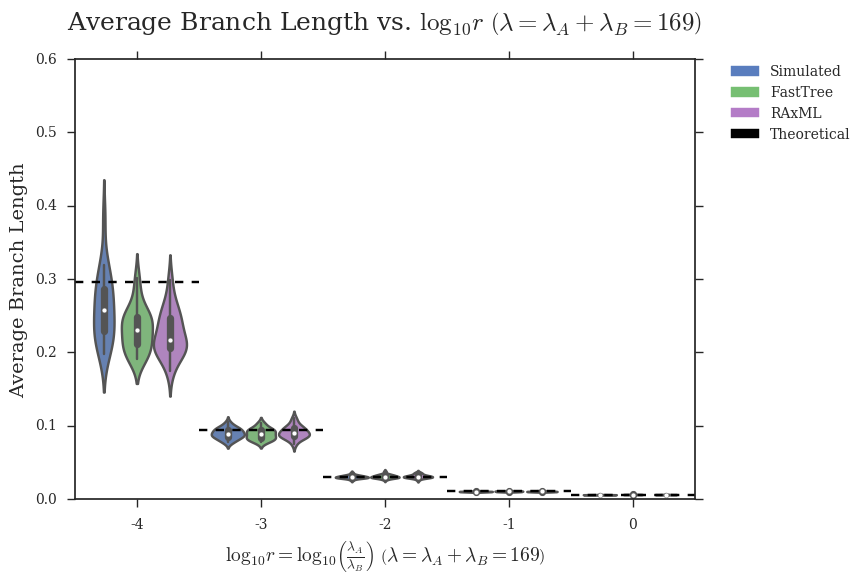 Average Branch Length vs. log₁₀r (λ = λ_A + λ_B = 169)
0.6
0.5
0.4
0.3
0.2
0.1
0.0
Average Branch Length
-4
-3
-2
-1
0
log₁₀r = log₁₀(λ_A/λ_B) (λ = λ_A + λ_B = 169)
Simulated
FastTree
RAxML
Theoretical